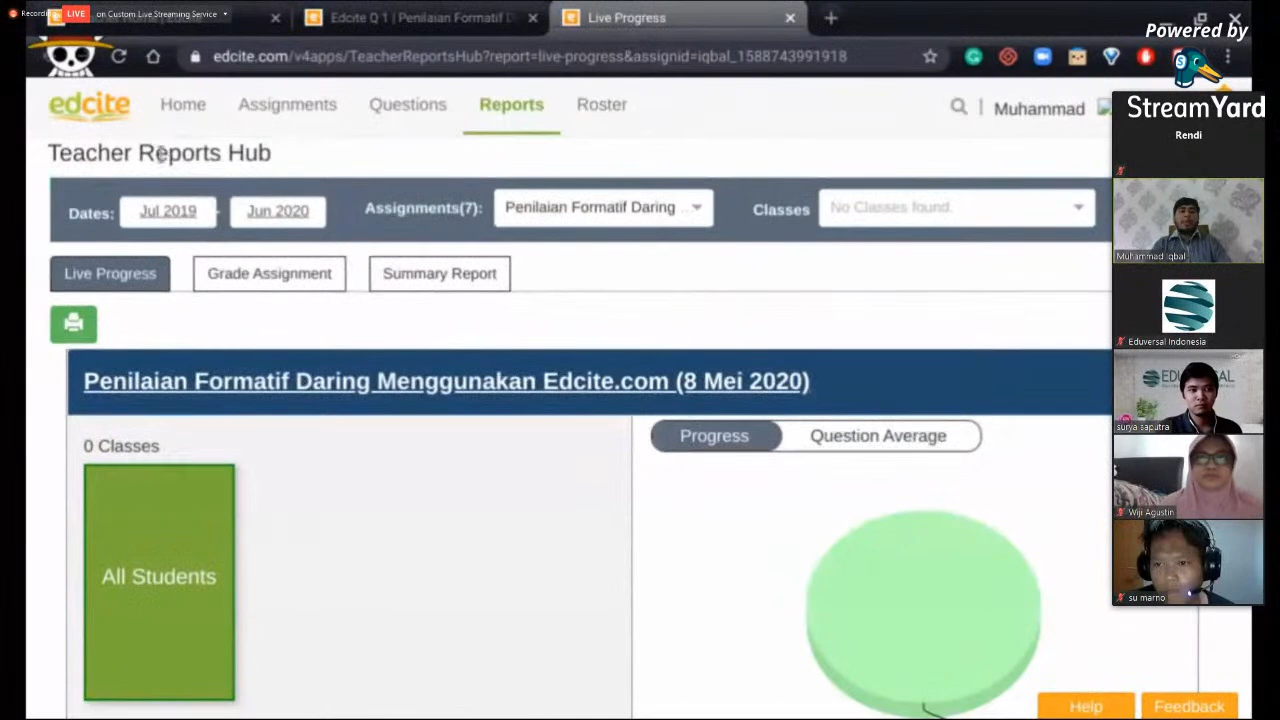 Recording
LIVE on Custom Live Streaming Service
Edcite Q 1 | Penilaian Formatif D
Live Progress
Powered by
edcite.com/v4apps/TeacherReportsHub?report=live-progress&assignid=iqbal_1588743991918
StreamYard
edcite
Home
Assignments
Questions
Reports
Roster
Muhammad
Rendi
Teacher Reports Hub
Dates: Jul 2019 - Jun 2020
Assignments(7): Penilaian Formatif Daring ...
Classes No Classes found.
Muhammad Iqbal
Live Progress
Grade Assignment
Summary Report
Eduversal Indonesia
Penilaian Formatif Daring Menggunakan Edcite.com (8 Mei 2020)
surya saputra
0 Classes
Progress
Question Average
Wiji Agustin
All Students
su marno
Help
Feedback